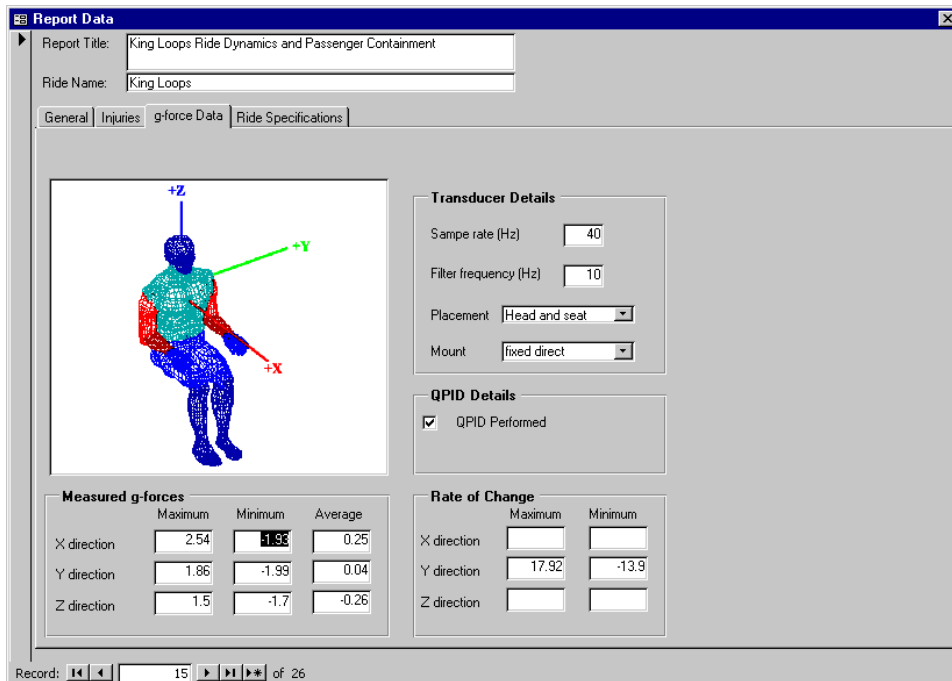 Report Data
Report Title: King Loops Ride Dynamics and Passenger Containment
Ride Name: King Loops
General Injuries g-force Data Ride Specifications
+Z
+Y
+X
Transducer Details
Sampe rate (Hz) 40
Filter frequency (Hz) 10
Placement Head and seat
Mount fixed direct
QPID Details
QPID Performed
Measured g-forces
Maximum Minimum Average
X direction 2.54 -1.93 0.25
Y direction 1.86 -1.99 0.04
Z direction 1.5 -1.7 -0.26
Rate of Change
Maximum Minimum
X direction
Y direction 17.92 -13.9
Z direction
Record: 15 of 26